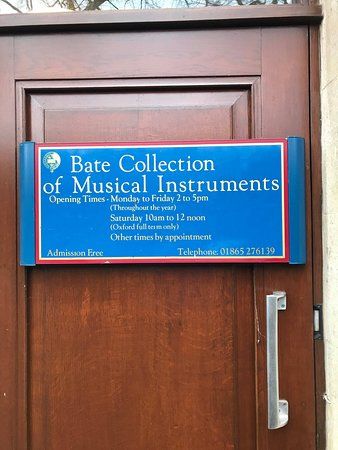 Bate Collection
of Musical Instruments
Opening Times - Monday to Friday 2 to 5pm
(Throughout the year)
Saturday 10am to 12 noon
(Oxford full term only)
Other times by appointment
Admission Free
Telephone: 01865 276139